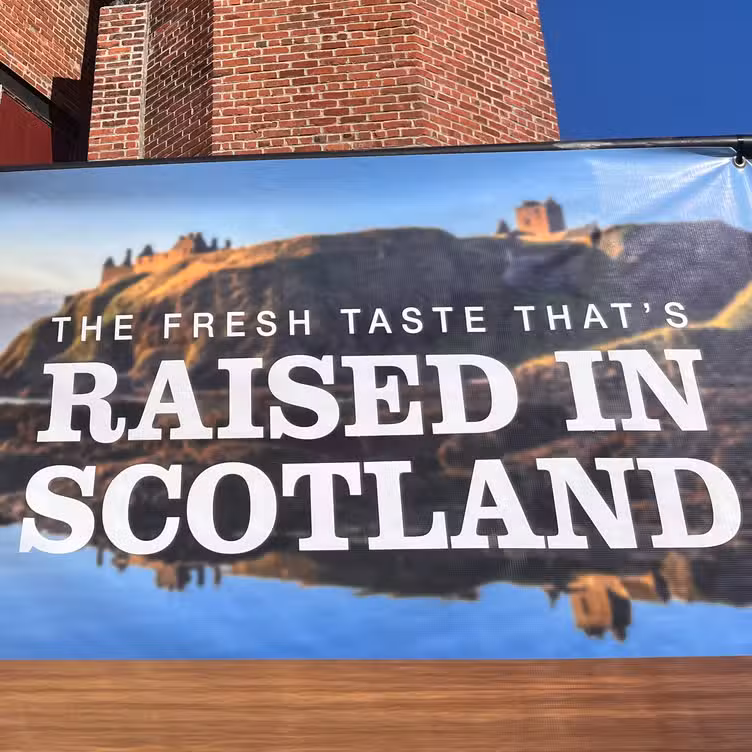 THE FRESH TASTE THAT'S
RAISED IN
SCOTLAND